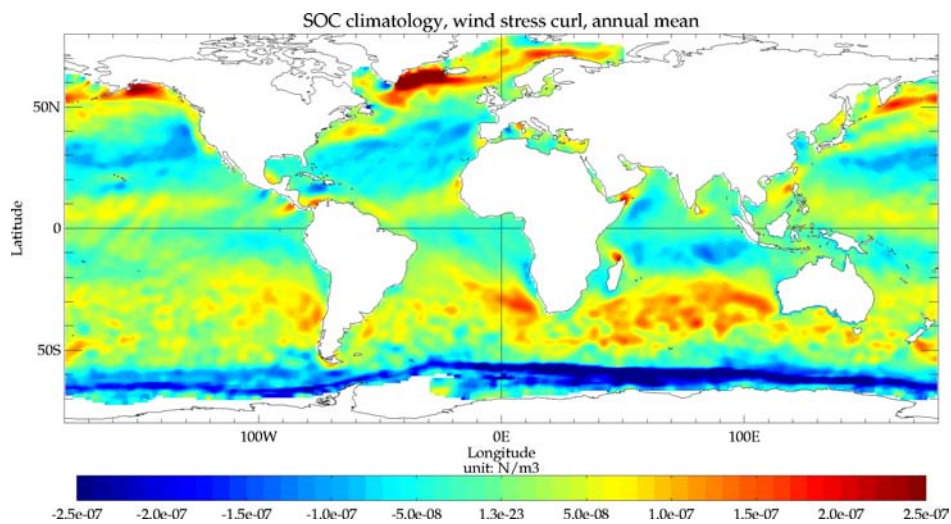 SOC climatology, wind stress curl, annual mean
Latitude
50N
0
50S
100W 0E 100E
Longitude
unit: N/m3
-2.5e-07 -2.0e-07 -1.5e-07 -1.0e-07 -5.0e-08 1.3e-23 5.0e-08 1.0e-07 1.5e-07 2.0e-07 2.5e-07